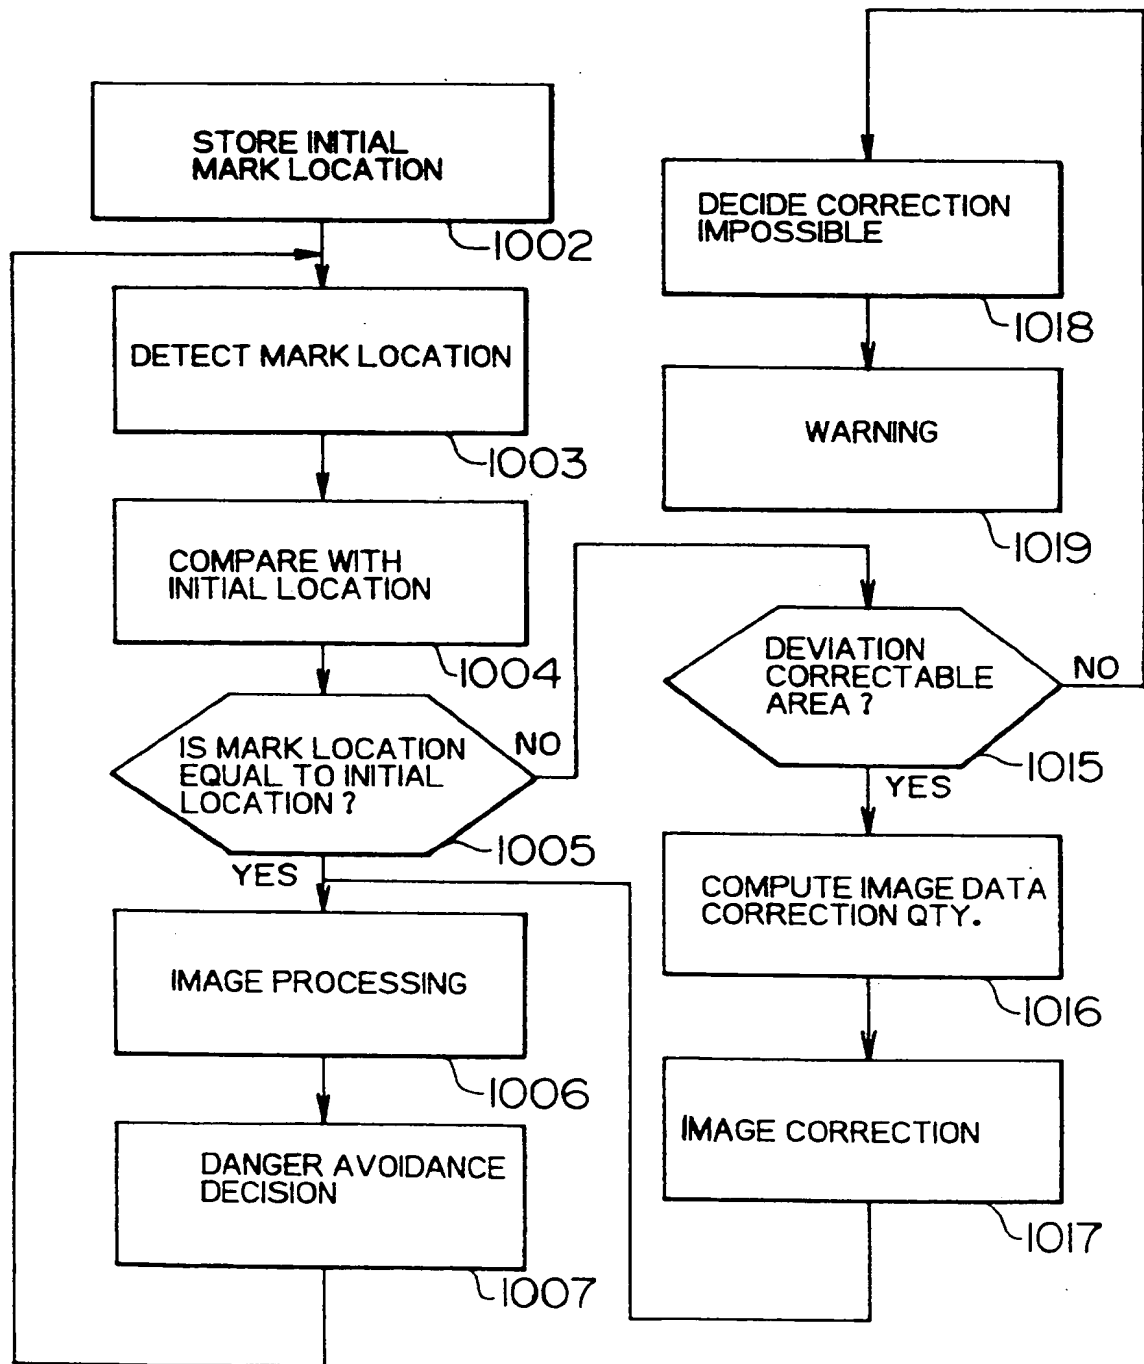 STORE INITIAL
MARK LOCATION
1002
DETECT MARK LOCATION
1003
COMPARE WITH
INITIAL LOCATION
1004
IS MARK LOCATION
EQUAL TO INITIAL
LOCATION ?
NO
1005
YES
IMAGE PROCESSING
1006
DANGER AVOIDANCE
DECISION
1007
DECIDE CORRECTION
IMPOSSIBLE
1018
WARNING
1019
DEVIATION
CORRECTABLE
AREA ?
NO
1015
YES
COMPUTE IMAGE DATA
CORRECTION QTY.
1016
IMAGE CORRECTION
1017